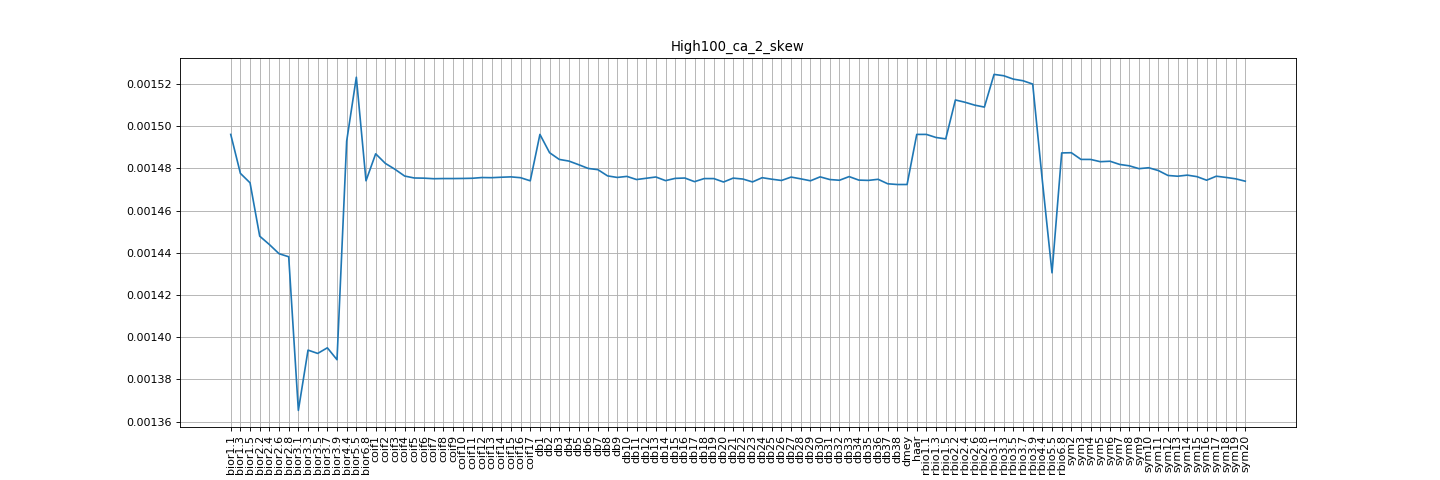 High100_ca_2_skew
0.00152
0.00150
0.00148
0.00146
0.00144
0.00142
0.00140
0.00138
0.00136
bior1.1
bior1.3
bior1.5
bior2.2
bior2.4
bior2.6
bior2.8
bior3.1
bior3.3
bior3.5
bior3.7
bior3.9
bior4.4
bior5.5
bior6.8
coif1
coif2
coif3
coif4
coif5
coif6
coif7
coif8
coif9
coif10
coif11
coif12
coif13
coif14
coif15
coif16
coif17
db1
db2
db3
db4
db5
db6
db7
db8
db9
db10
db11
db12
db13
db14
db15
db16
db17
db18
db19
db20
db21
db22
db23
db24
db25
db26
db27
db28
db29
db30
db31
db32
db33
db34
db35
db36
db37
db38
dmey
haar
rbio1.1
rbio1.3
rbio1.5
rbio2.2
rbio2.4
rbio2.6
rbio2.8
rbio3.1
rbio3.3
rbio3.5
rbio3.7
rbio3.9
rbio4.4
rbio5.5
rbio6.8
sym2
sym3
sym4
sym5
sym6
sym7
sym8
sym9
sym10
sym11
sym12
sym13
sym14
sym15
sym16
sym17
sym18
sym19
sym20